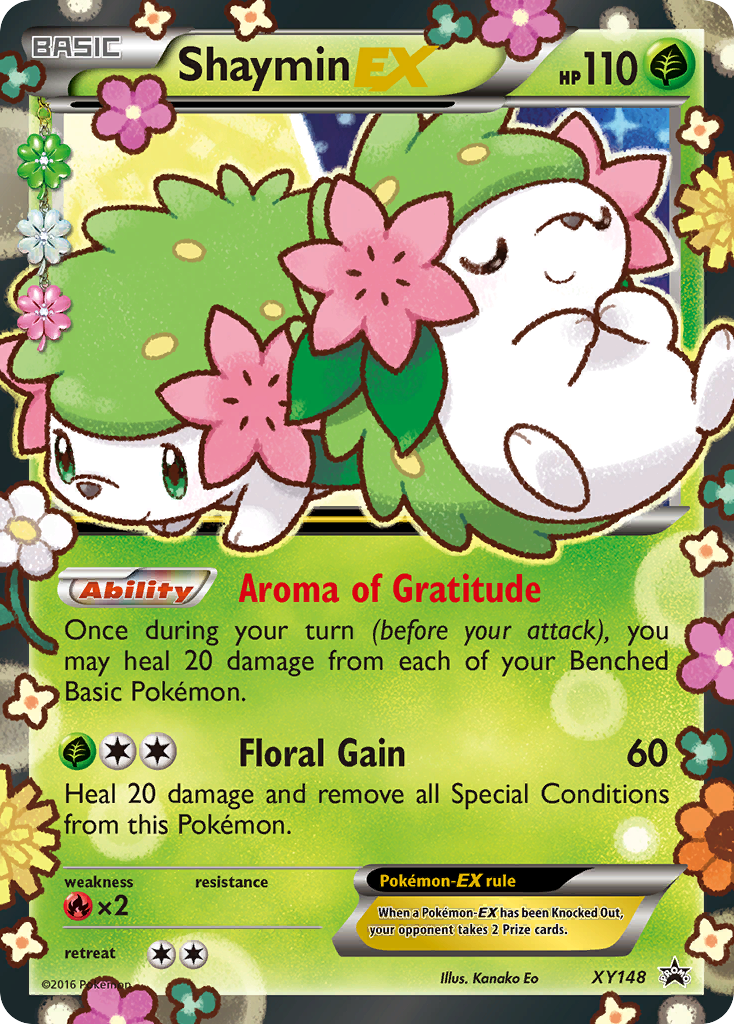 BASIC
Shaymin EX
HP 110
Ability Aroma of Gratitude
Once during your turn (before your attack), you
may heal 20 damage from each of your Benched
Basic Pokémon.
Floral Gain 60
Heal 20 damage and remove all Special Conditions
from this Pokémon.
weakness resistance
×2
Pokémon-EX rule
When a Pokémon-EX has been Knocked Out,
your opponent takes 2 Prize cards.
retreat
©2016 Pokémon
Illus. Kanako Eo
XY148
PROMO